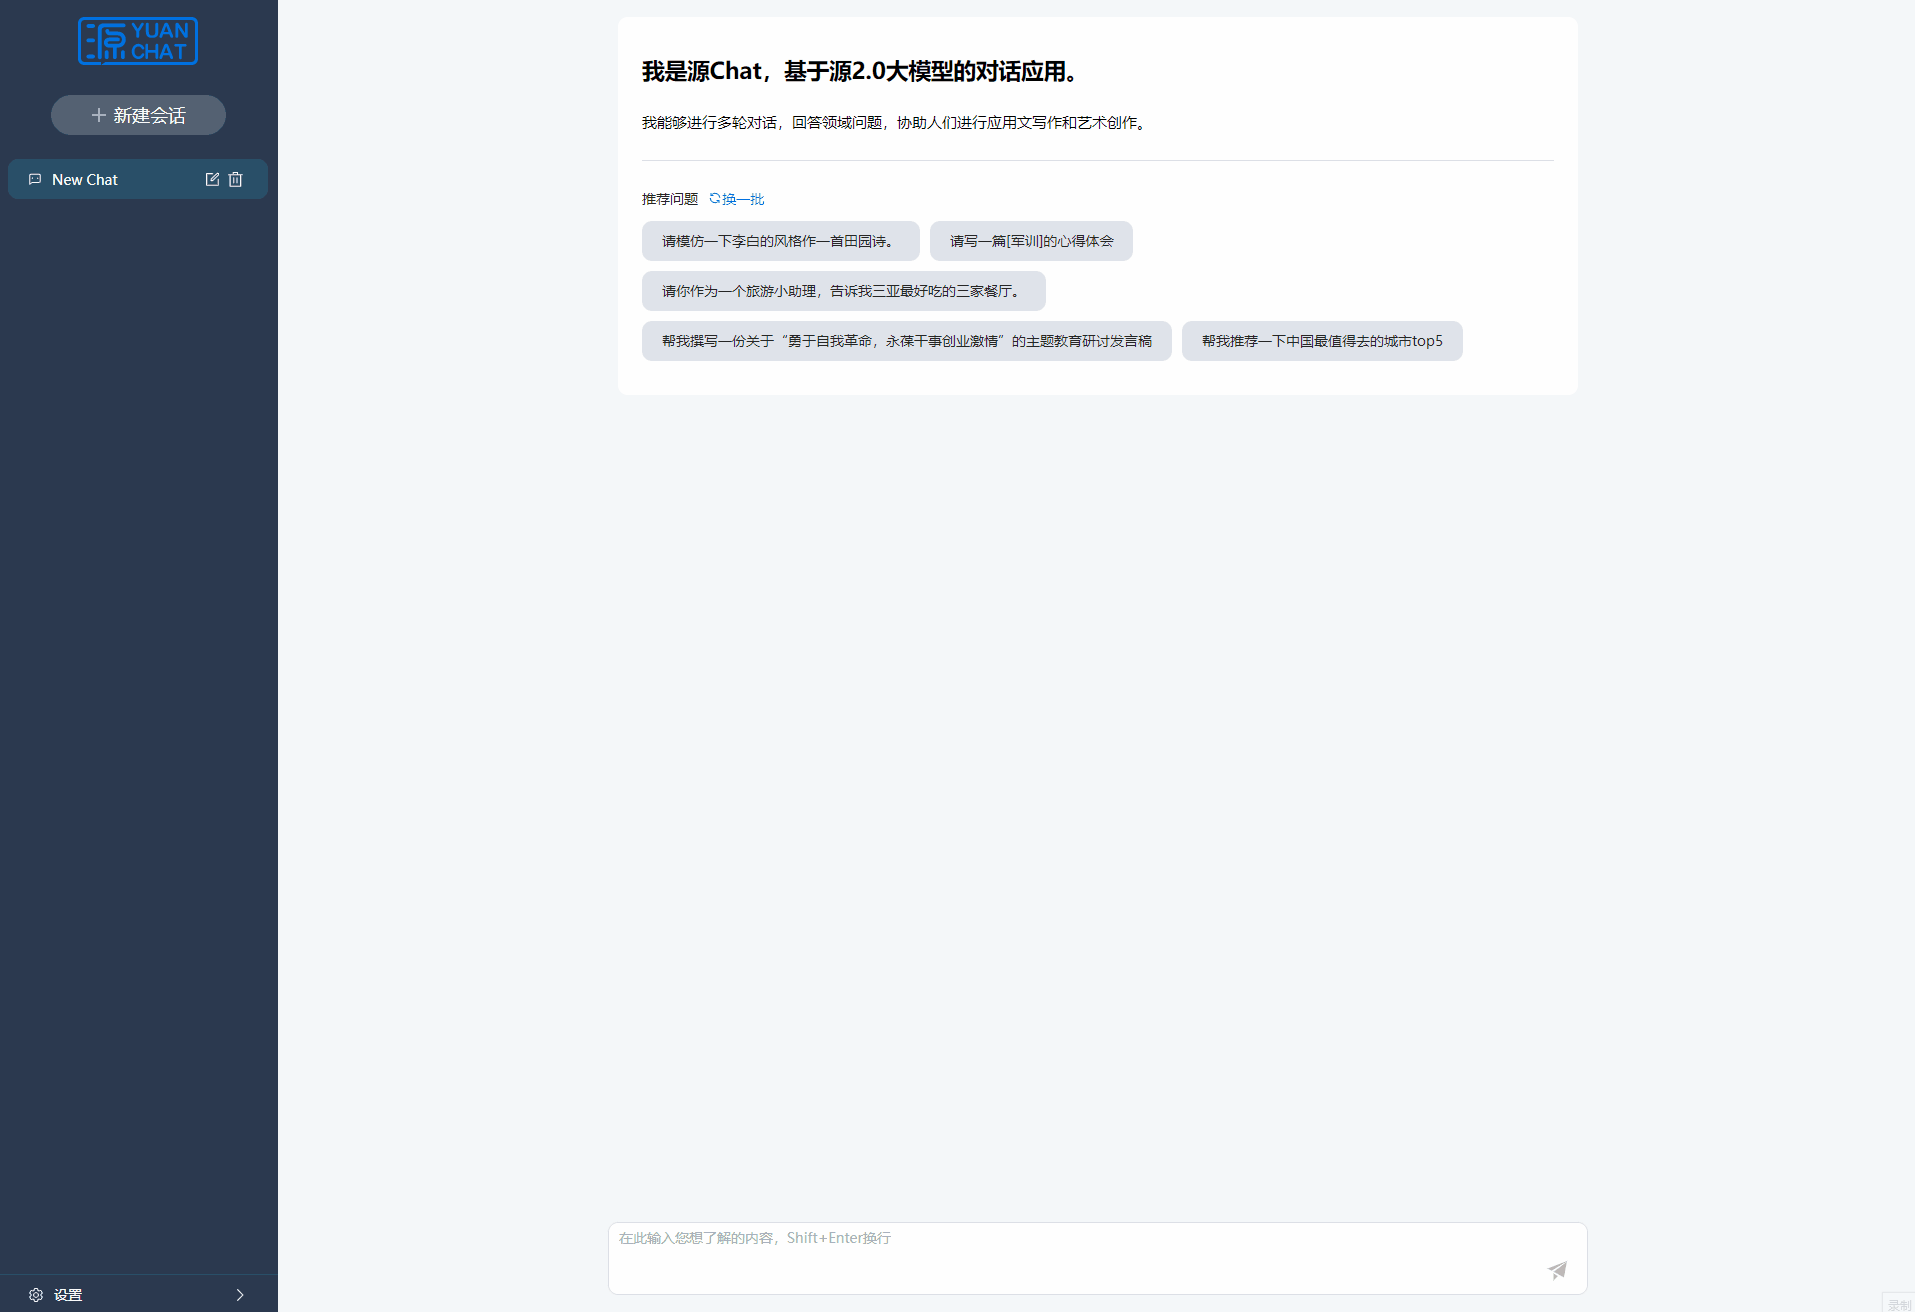 源 YUAN CHAT
新建会话
New Chat
我是源Chat，基于源2.0大模型的对话应用。
我能够进行多轮对话，回答领域问题，协助人们进行应用文写作和艺术创作。
推荐问题 换一批
请模仿一下李白的风格作一首田园诗。 请写一篇[军训]的心得体会
请你作为一个旅游小助理，告诉我三亚最好吃的三家餐厅。
帮我撰写一份关于“勇于自我革命，永葆干事创业激情”的主题教育研讨发言稿 帮我推荐一下中国最值得去的城市top5
在此输入您想了解的内容，Shift+Enter换行
设置
录制